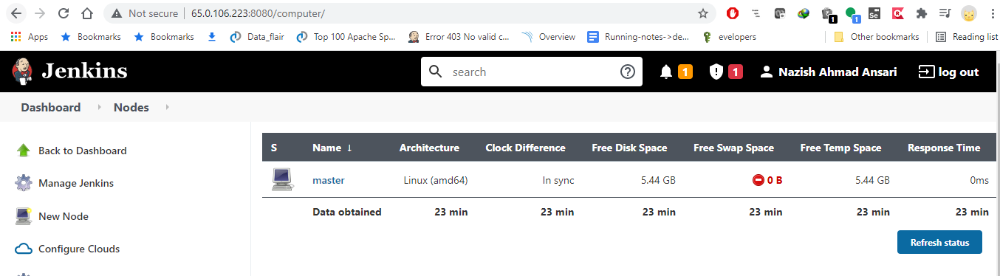 Not secure | 65.0.106.223:8080/computer/
1 1
Apps Bookmarks Bookmarks Data_flair Top 100 Apache Sp... Error 403 No valid c... Overview Running-notes->de... evelopers Other bookmarks Reading list
Jenkins search 1 1 Nazish Ahmad Ansari log out
Dashboard Nodes
Back to Dashboard
Manage Jenkins
New Node
Configure Clouds
S Name ↓ Architecture Clock Difference Free Disk Space Free Swap Space Free Temp Space Response Time
master Linux (amd64) In sync 5.44 GB 0 B 5.44 GB 0ms
Data obtained 23 min 23 min 23 min 23 min 23 min 23 min
Refresh status